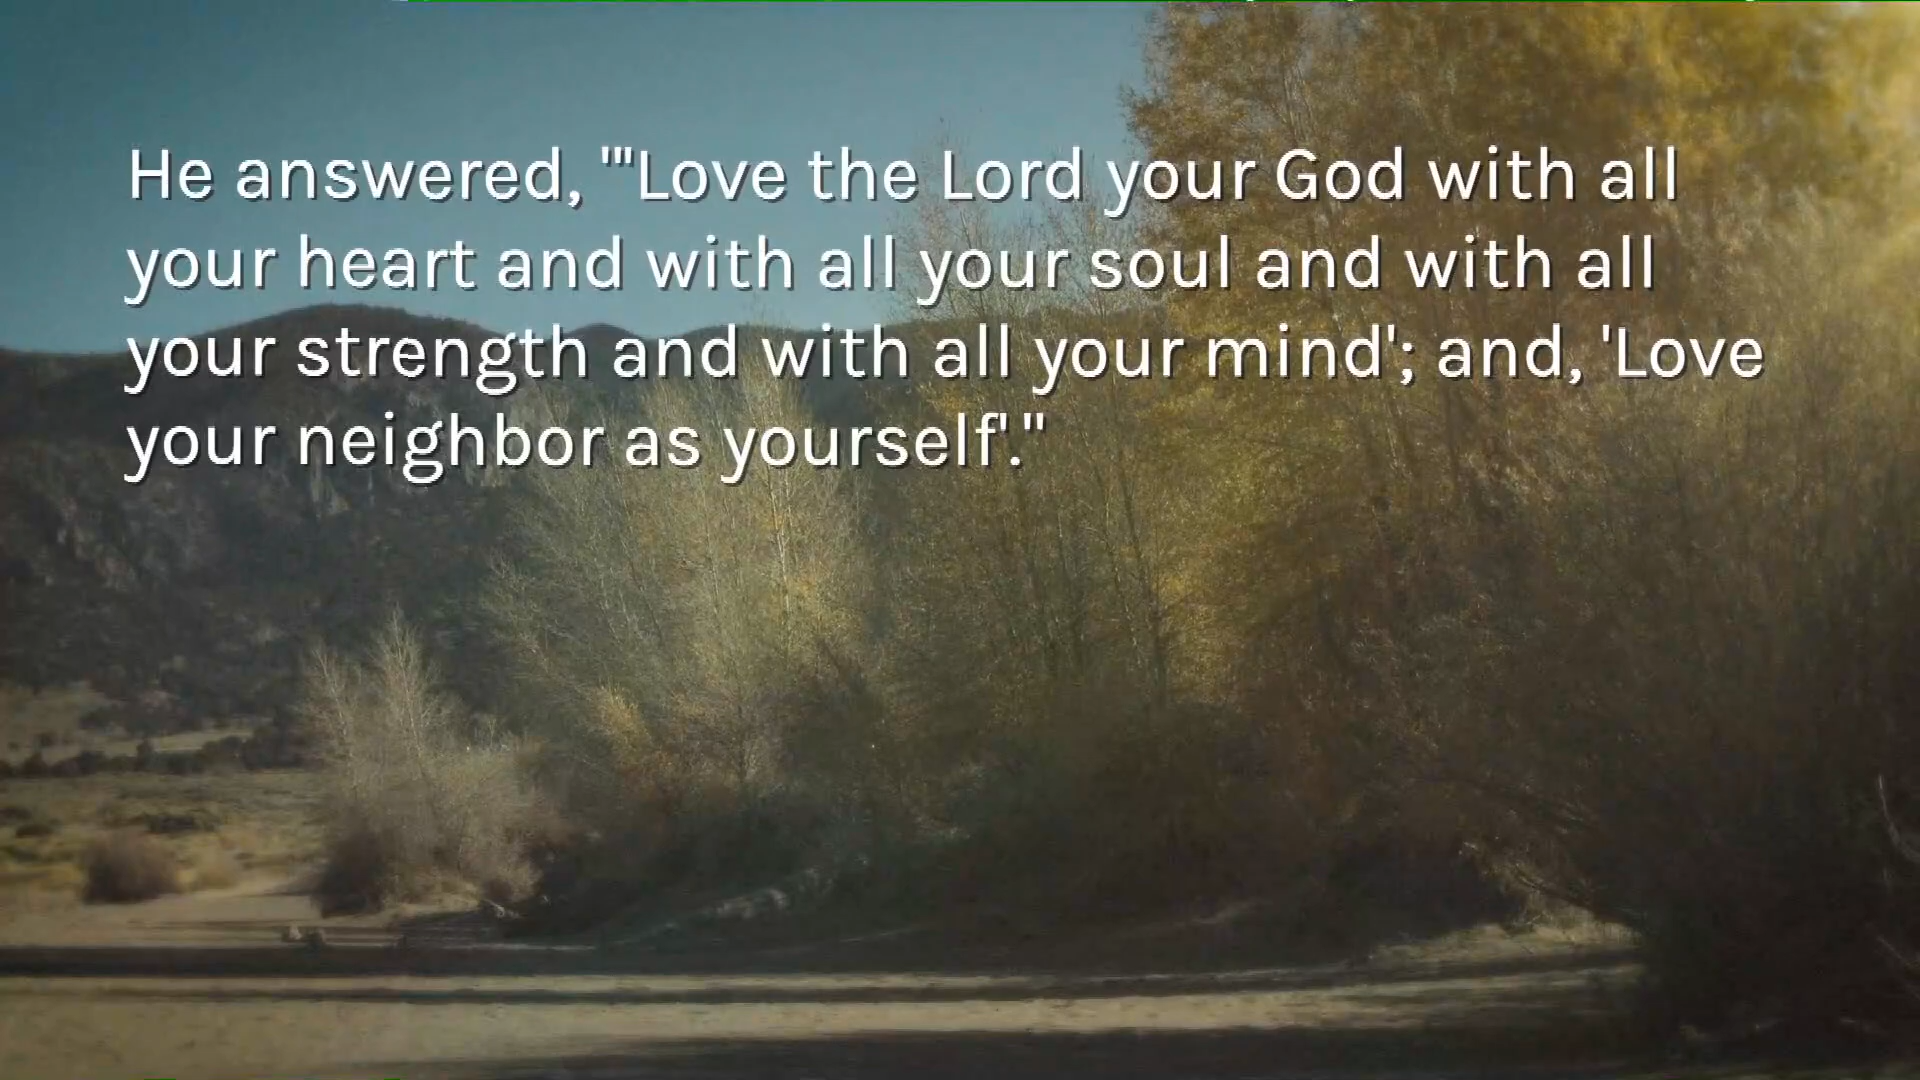 He answered, "'Love the Lord your God with all
your heart and with all your soul and with all
your strength and with all your mind'; and, 'Love
your neighbor as yourself'."